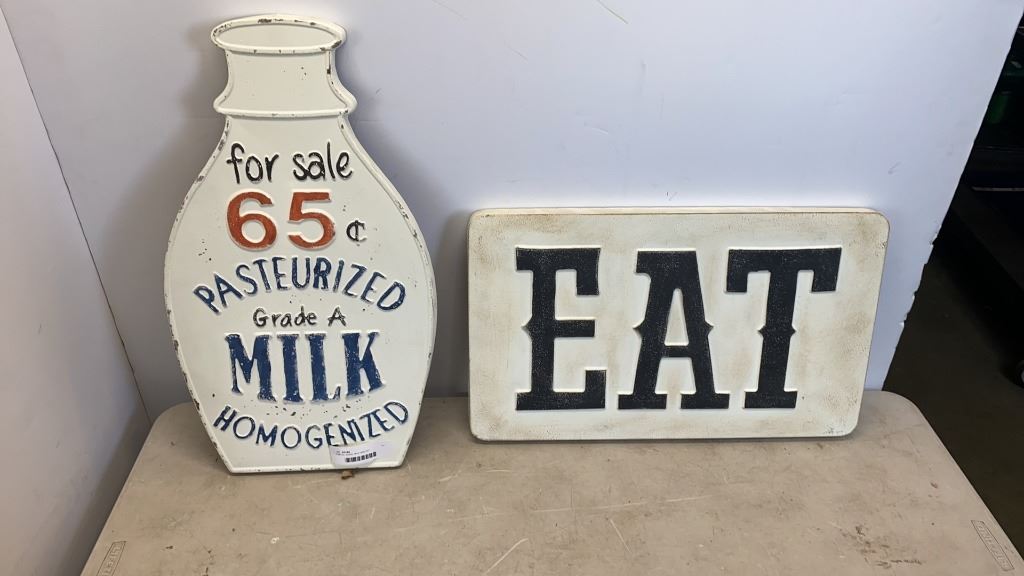 for sale
65¢
PASTEURIZED
Grade A
MILK
HOMOGENIZED
EAT